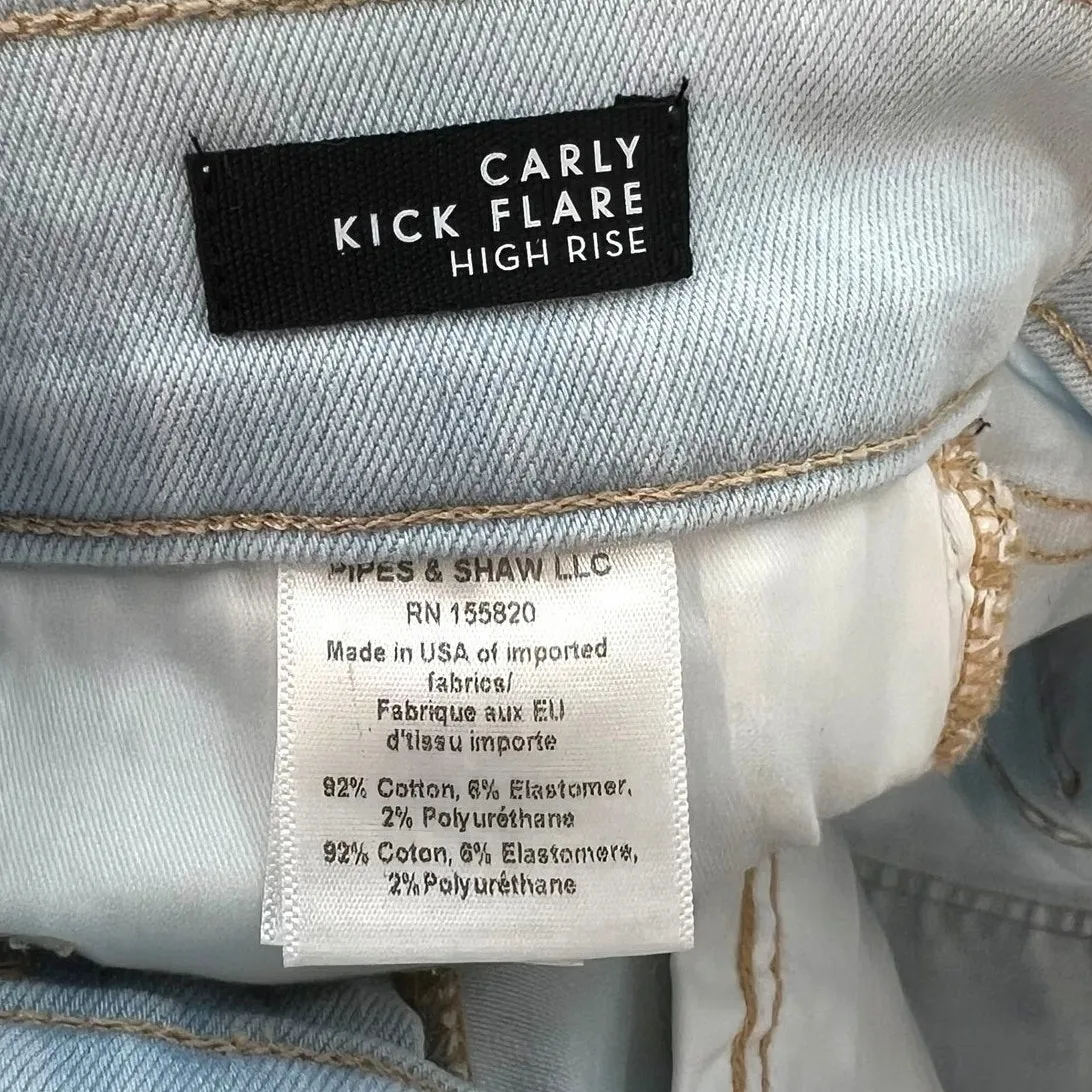 CARLY
KICK FLARE
HIGH RISE
PIPES & SHAW LLC
RN 155820
Made in USA of imported
fabrics/
Fabrique aux EU
d'tissu importe
92% Cotton, 6% Elastomer,
2% Polyuréthane
92% Coton, 6% Elastomere,
2%Polyuréthane